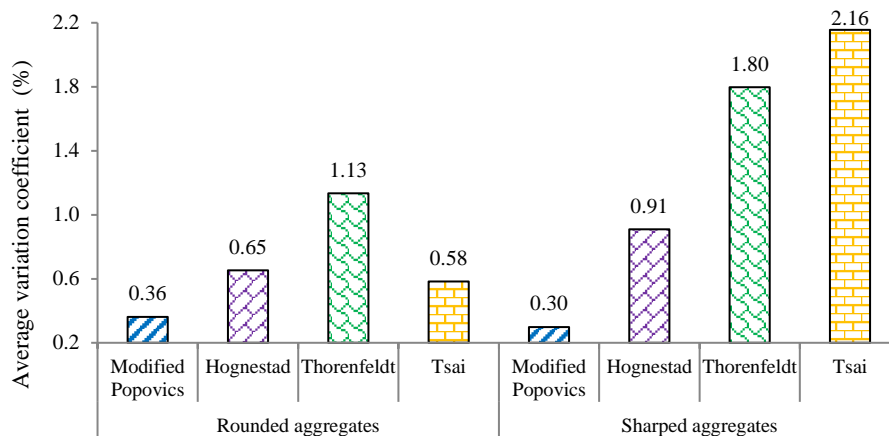 Average variation coefficient (%)
2.2
1.8
1.4
1.0
0.6
0.2
0.36
0.65
1.13
0.58
0.30
0.91
1.80
2.16
Modified
Popovics
Hognestad
Thorenfeldt
Tsai
Modified
Popovics
Hognestad
Thorenfeldt
Tsai
Rounded aggregates
Sharped aggregates